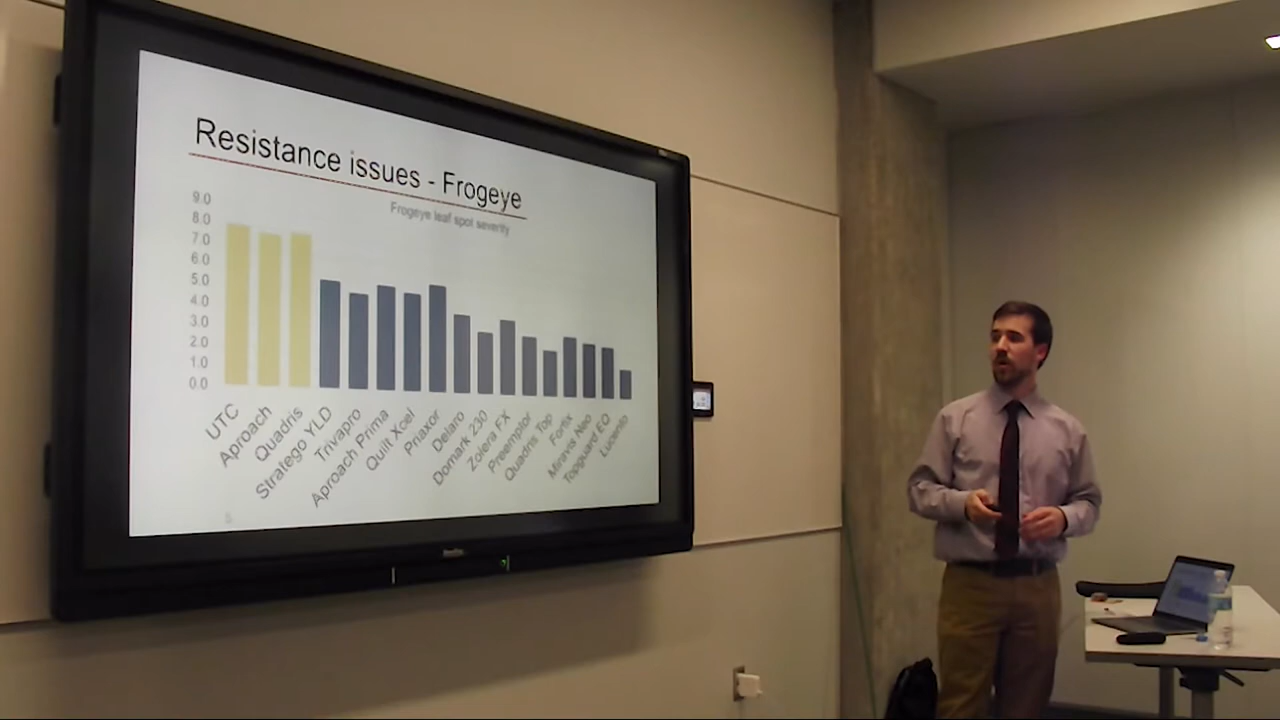 Resistance issues - Frogeye
Frogeye leaf spot severity
9.0
8.0
7.0
6.0
5.0
4.0
3.0
2.0
1.0
0.0
UTC
Aproach
Quadris
Stratego YLD
Trivapro
Aproach Prima
Quilt Xcel
Priaxor
Delaro
Domark 230
Zolera FX
Preemptor
Quadris Top
Fortix
Miravis Neo
Topguard EQ
Lucento